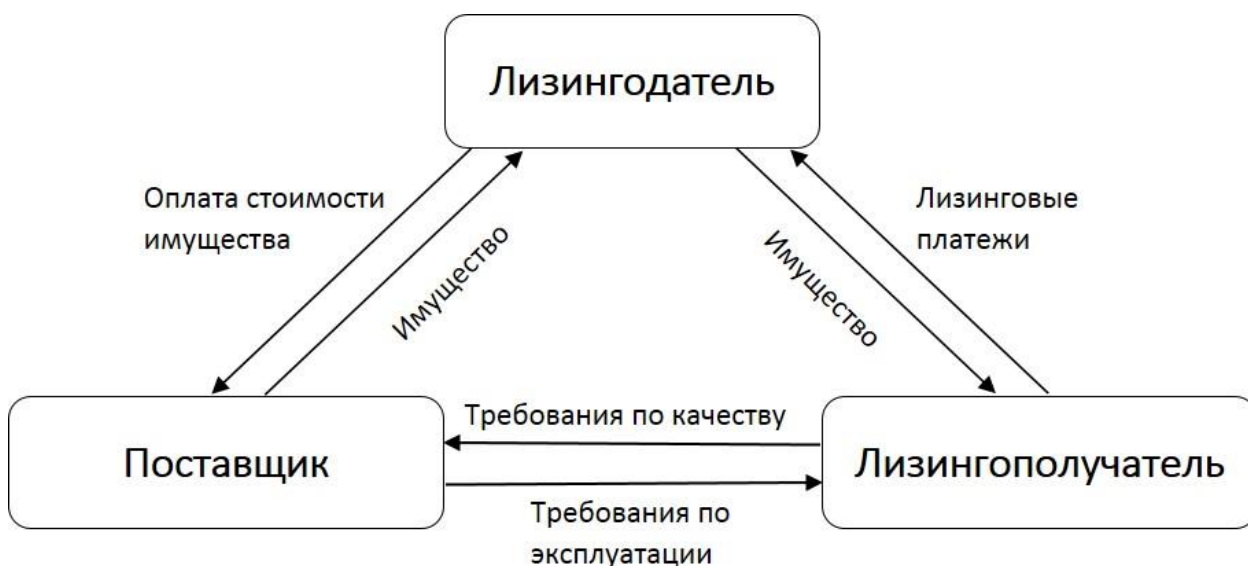 Лизингодатель
Оплата стоимости
имущества
Имущество
Имущество
Лизинговые
платежи
Поставщик
Требования по качеству
Требования по
эксплуатации
Лизингополучатель